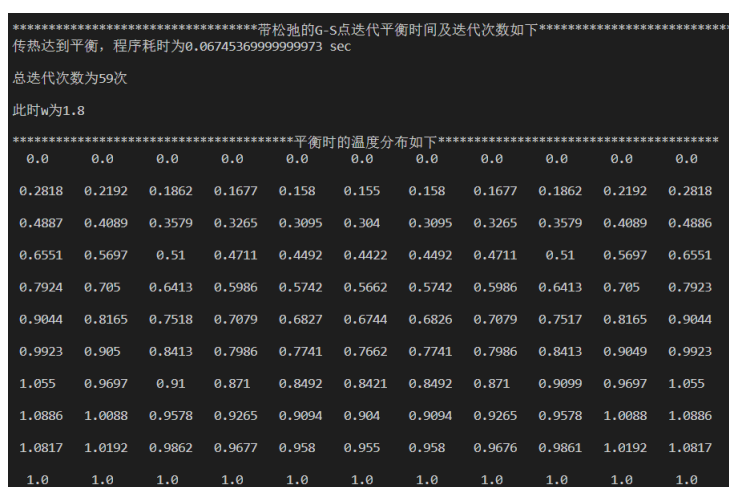 **********************************带松弛的G-S点迭代平衡时间及迭代次数如下**************************
传热达到平衡，程序耗时为0.06745369999999973 sec
总迭代次数为59次
此时w为1.8
***************************************平衡时的温度分布如下***************************************
0.0 0.0 0.0 0.0 0.0 0.0 0.0 0.0 0.0 0.0 0.0
0.2818 0.2192 0.1862 0.1677 0.158 0.155 0.158 0.1677 0.1862 0.2192 0.2818
0.4887 0.4089 0.3579 0.3265 0.3095 0.304 0.3095 0.3265 0.3579 0.4089 0.4886
0.6551 0.5697 0.51 0.4711 0.4492 0.4422 0.4492 0.4711 0.51 0.5697 0.6551
0.7924 0.705 0.6413 0.5986 0.5742 0.5662 0.5742 0.5986 0.6413 0.705 0.7923
0.9044 0.8165 0.7518 0.7079 0.6827 0.6744 0.6826 0.7079 0.7517 0.8165 0.9044
0.9923 0.905 0.8413 0.7986 0.7741 0.7662 0.7741 0.7986 0.8413 0.9049 0.9923
1.055 0.9697 0.91 0.871 0.8492 0.8421 0.8492 0.871 0.9099 0.9697 1.055
1.0886 1.0088 0.9578 0.9265 0.9094 0.904 0.9094 0.9265 0.9578 1.0088 1.0886
1.0817 1.0192 0.9862 0.9677 0.958 0.955 0.958 0.9676 0.9861 1.0192 1.0817
1.0 1.0 1.0 1.0 1.0 1.0 1.0 1.0 1.0 1.0 1.0